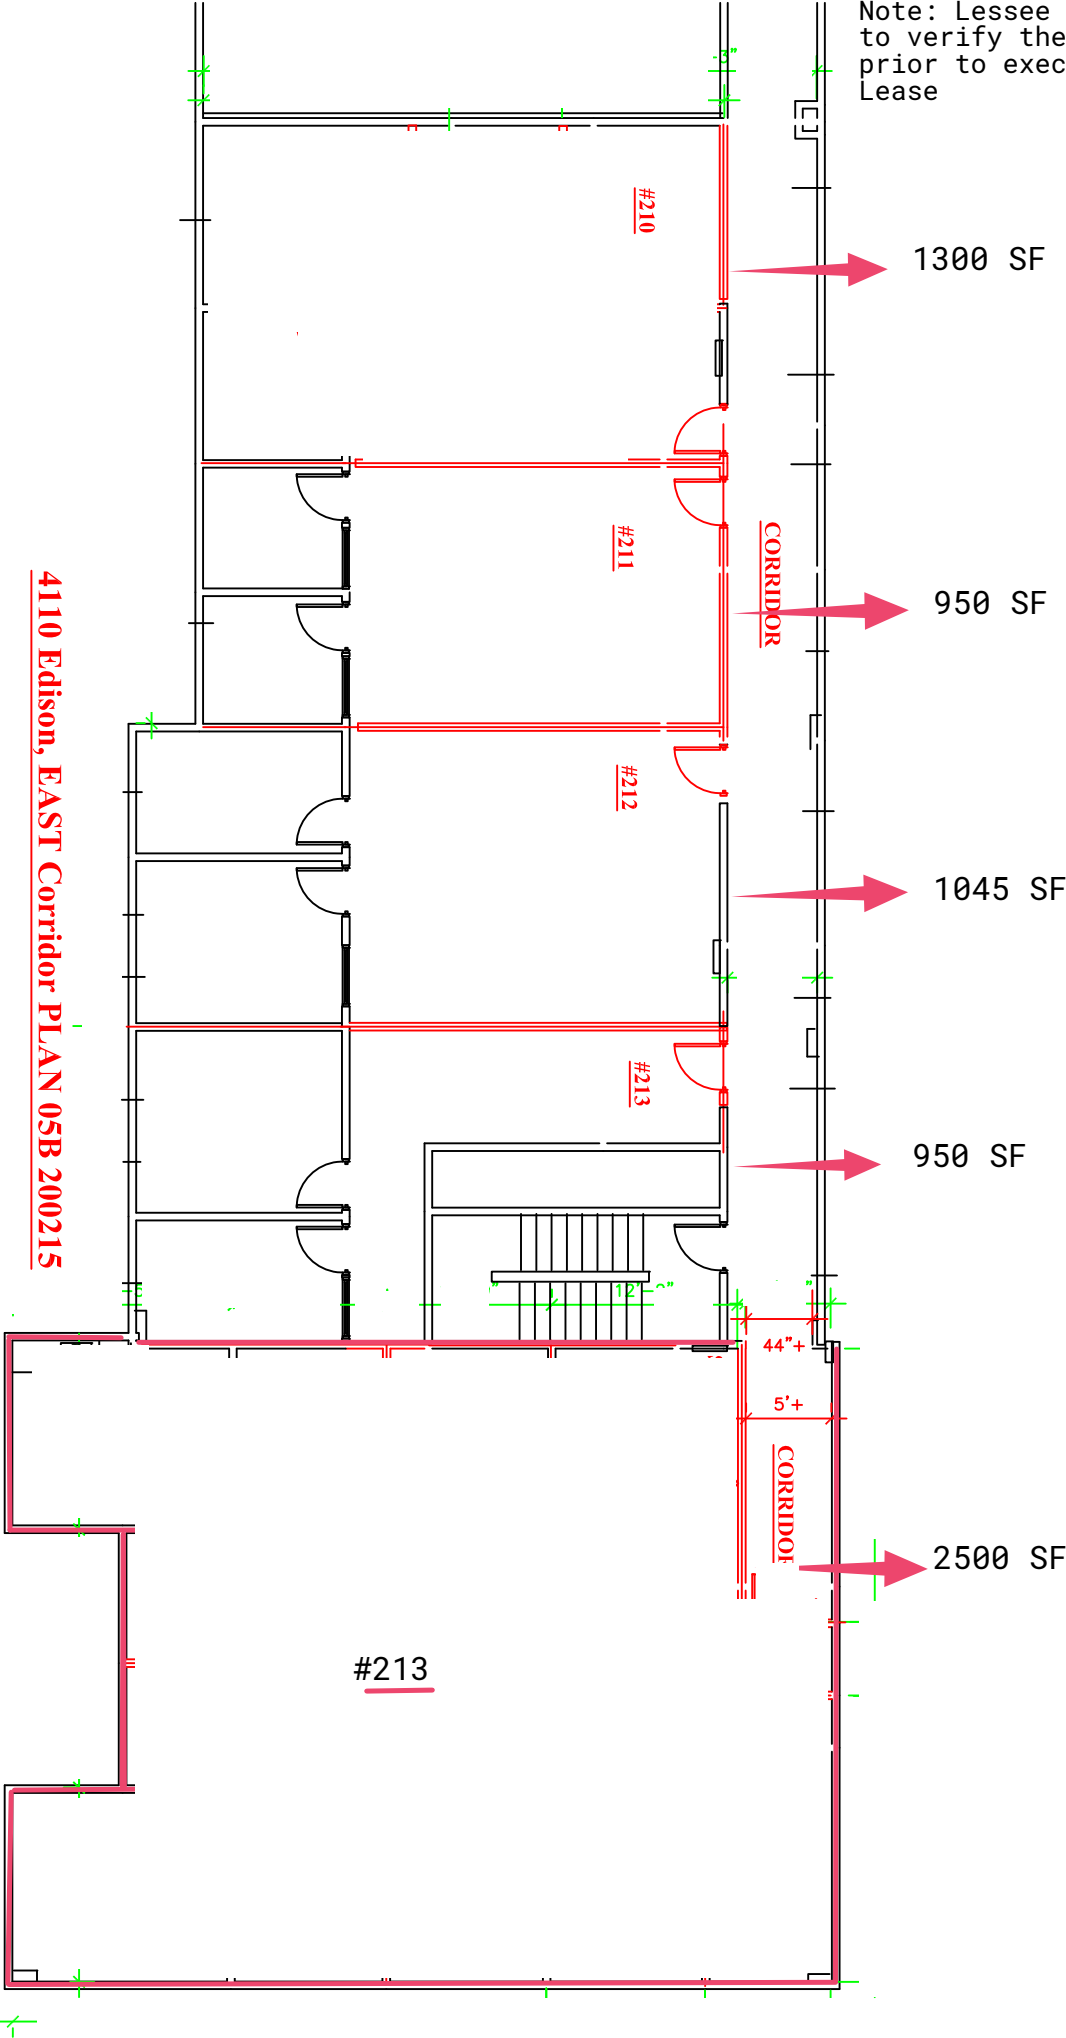 Note: Lessee
to verify the
prior to exec
Lease
-3"
#210
1300 SF
#211
CORRIDOR
950 SF
4110 Edison, EAST Corridor PLAN 05B 200215
#212
1045 SF
#213
950 SF
44"+
5'+
CORRIDOR
2500 SF
#213